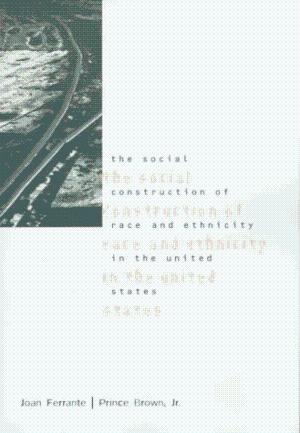 the social
the social
construction of
construction of
race and ethnicity
race and ethnicity
in the united
in the united
states
states
Joan Ferrante | Prince Brown, Jr.